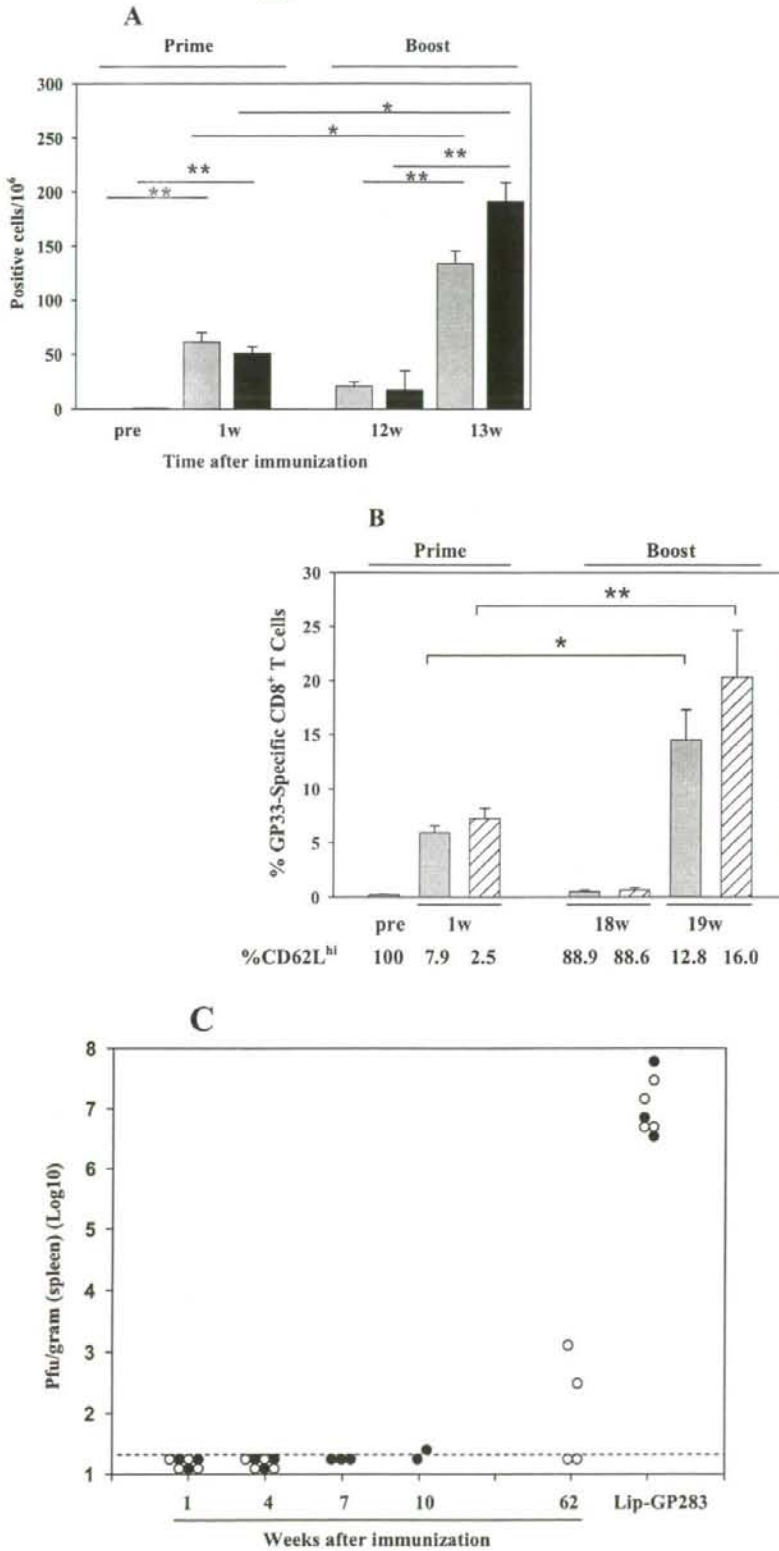 A
Prime Boost
300
250
200
150
100
50
0
Positive cells/10⁶
*
*
** **
** **
pre 1w 12w 13w
Time after immunization
B
Prime Boost
30
25
20
15
10
5
0
% GP33-Specific CD8⁺ T Cells
**
*
pre 1w 18w 19w
%CD62Lʰⁱ 100 7.9 2.5 88.9 88.6 12.8 16.0
C
8
7
6
5
4
3
2
1
Pfu/gram (spleen) (Log10)
1 4 7 10 62 Lip-GP283
Weeks after immunization